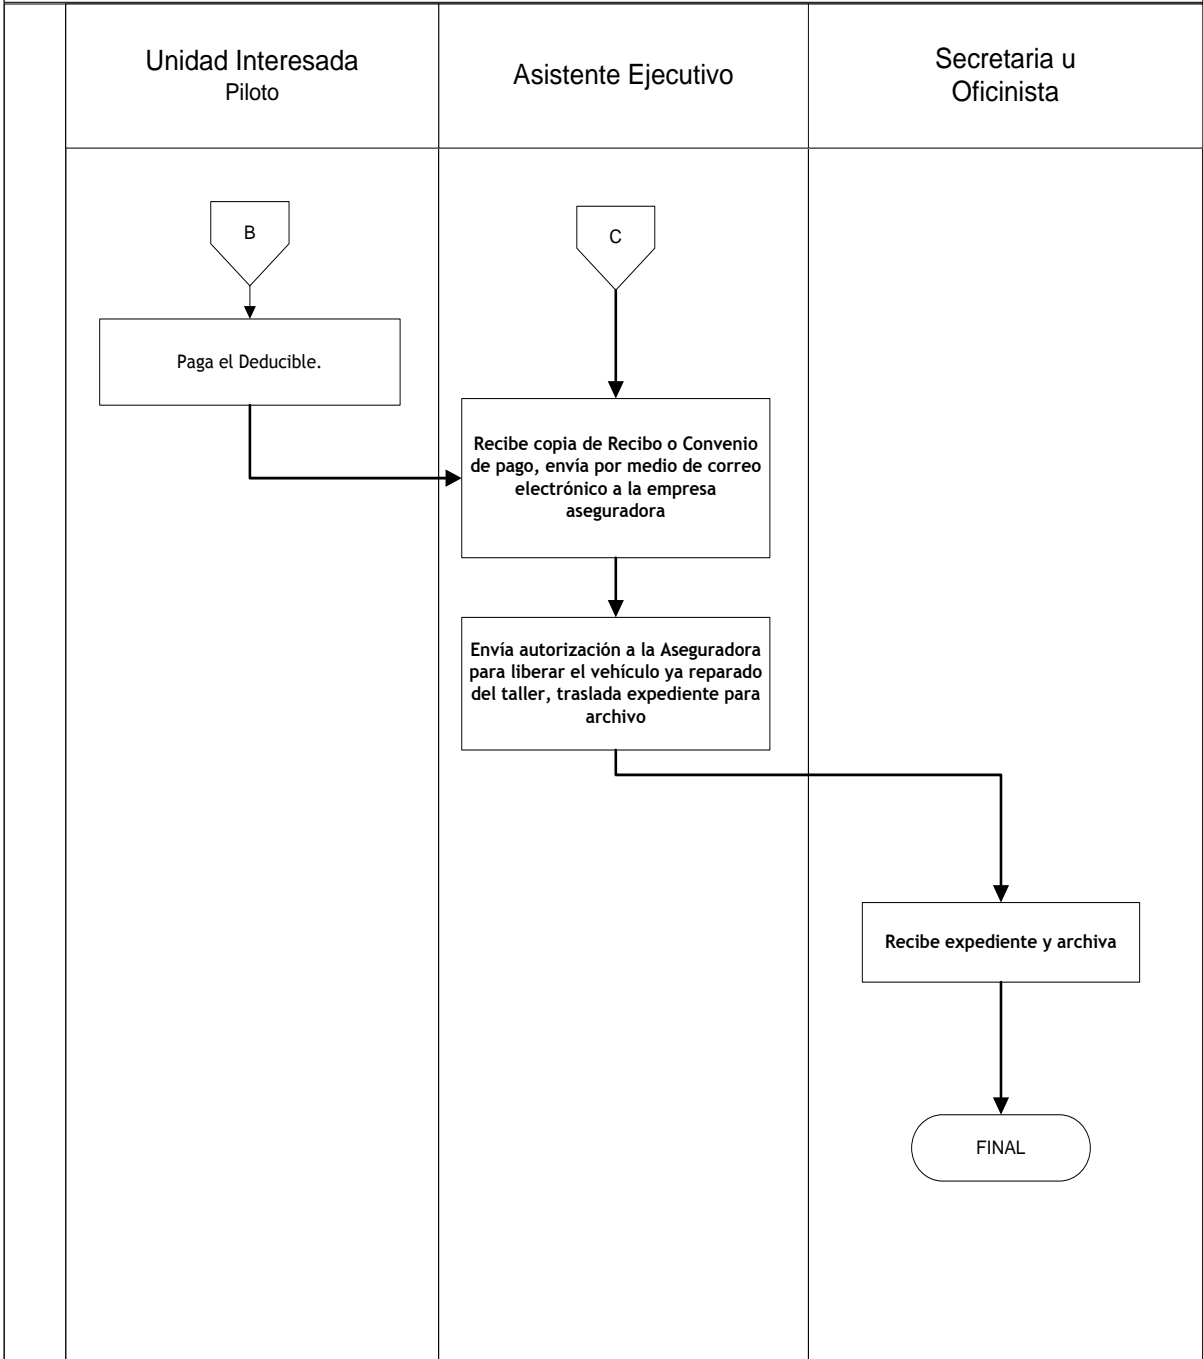 Unidad Interesada
Piloto
Asistente Ejecutivo
Secretaria u
Oficinista
B
C
Paga el Deducible.
Recibe copia de Recibo o Convenio
de pago, envía por medio de correo
electrónico a la empresa
aseguradora
Envía autorización a la Aseguradora
para liberar el vehículo ya reparado
del taller, traslada expediente para
archivo
Recibe expediente y archiva
FINAL